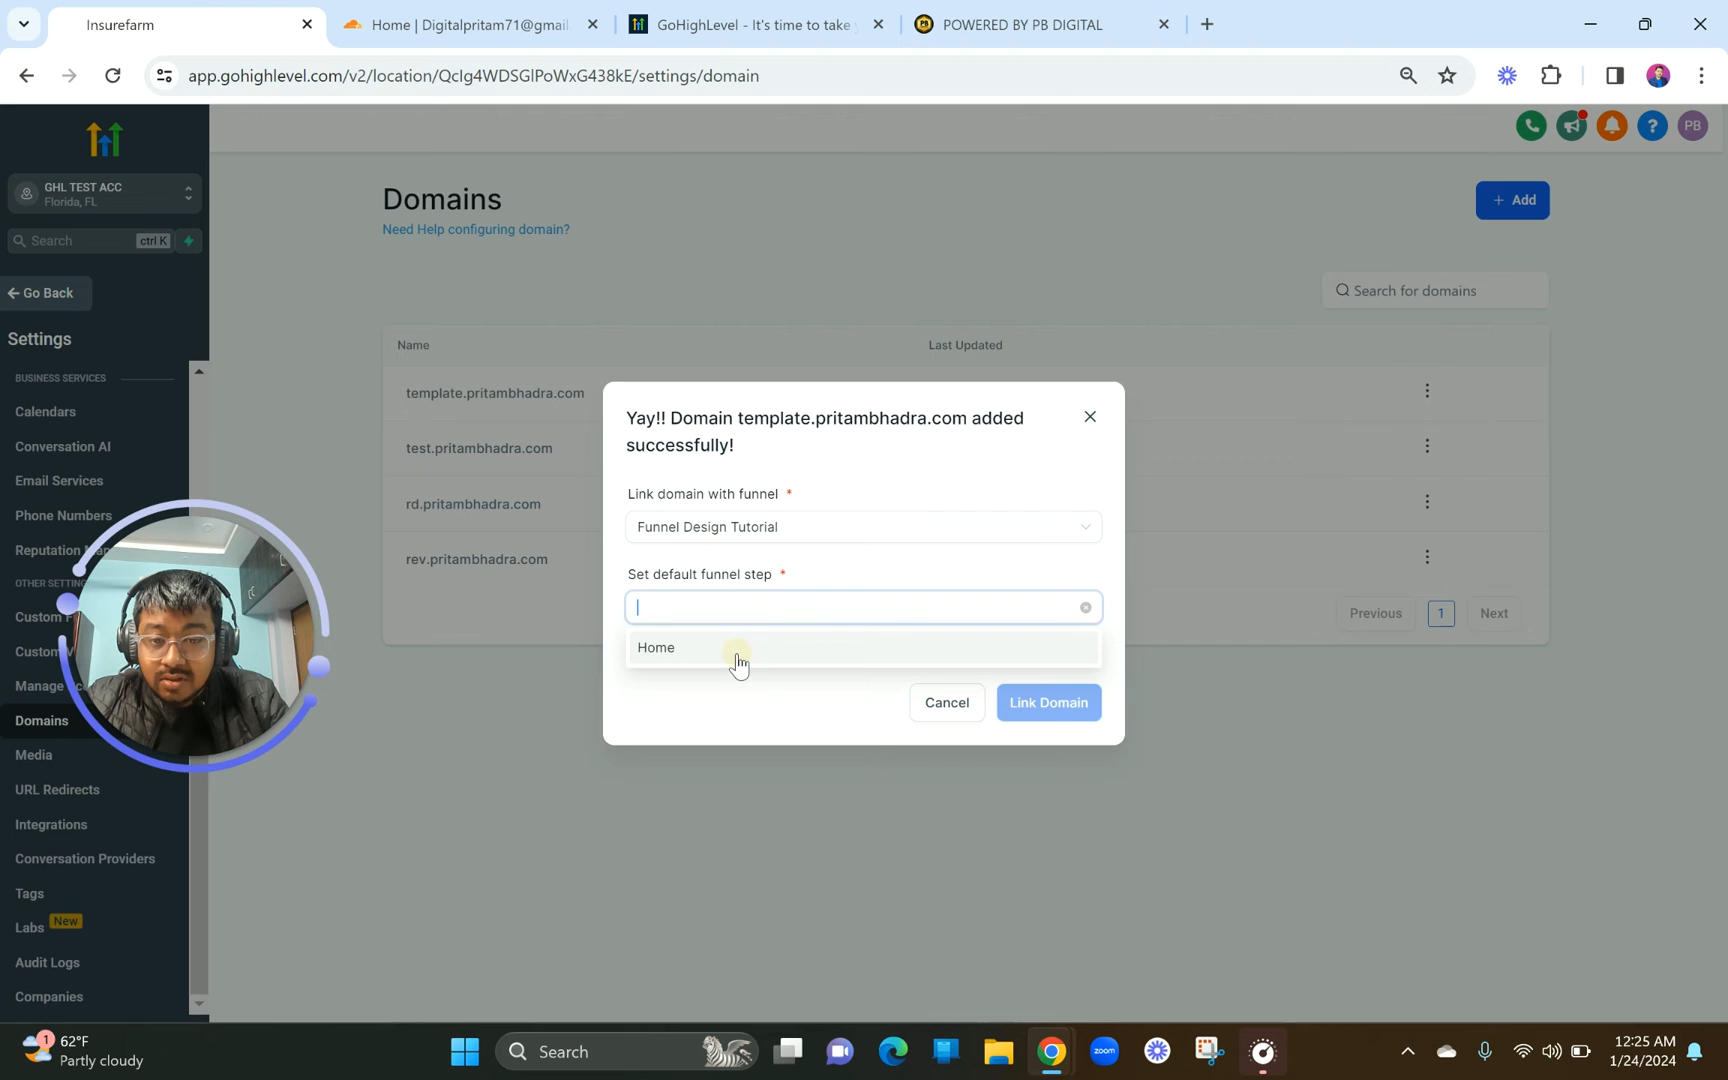 Insurefarm
Home | Digitalpritam71@gmail
GoHighLevel - It's time to take
POWERED BY PB DIGITAL
app.gohighlevel.com/v2/location/QcIg4WDSGlPoWxG438kE/settings/domain
GHL TEST ACC
Florida, FL
Search
ctrl K
Go Back
Settings
BUSINESS SERVICES
Calendars
Conversation AI
Email Services
Phone Numbers
Reputation
OTHER
Custom
Custom
Manage
Domains
Media
URL Redirects
Integrations
Conversation Providers
Tags
Labs New
Audit Logs
Companies
PB
Domains
Need Help configuring domain?
+ Add
Search for domains
Name
Last Updated
template.pritambhadra.com
test.pritambhadra.com
rd.pritambhadra.com
rev.pritambhadra.com
Previous
1
Next
Yay!! Domain template.pritambhadra.com added
successfully!
Link domain with funnel *
Funnel Design Tutorial
Set default funnel step *
Home
Cancel
Link Domain
1
62°F
Partly cloudy
Search
zoom
12:25 AM
1/24/2024